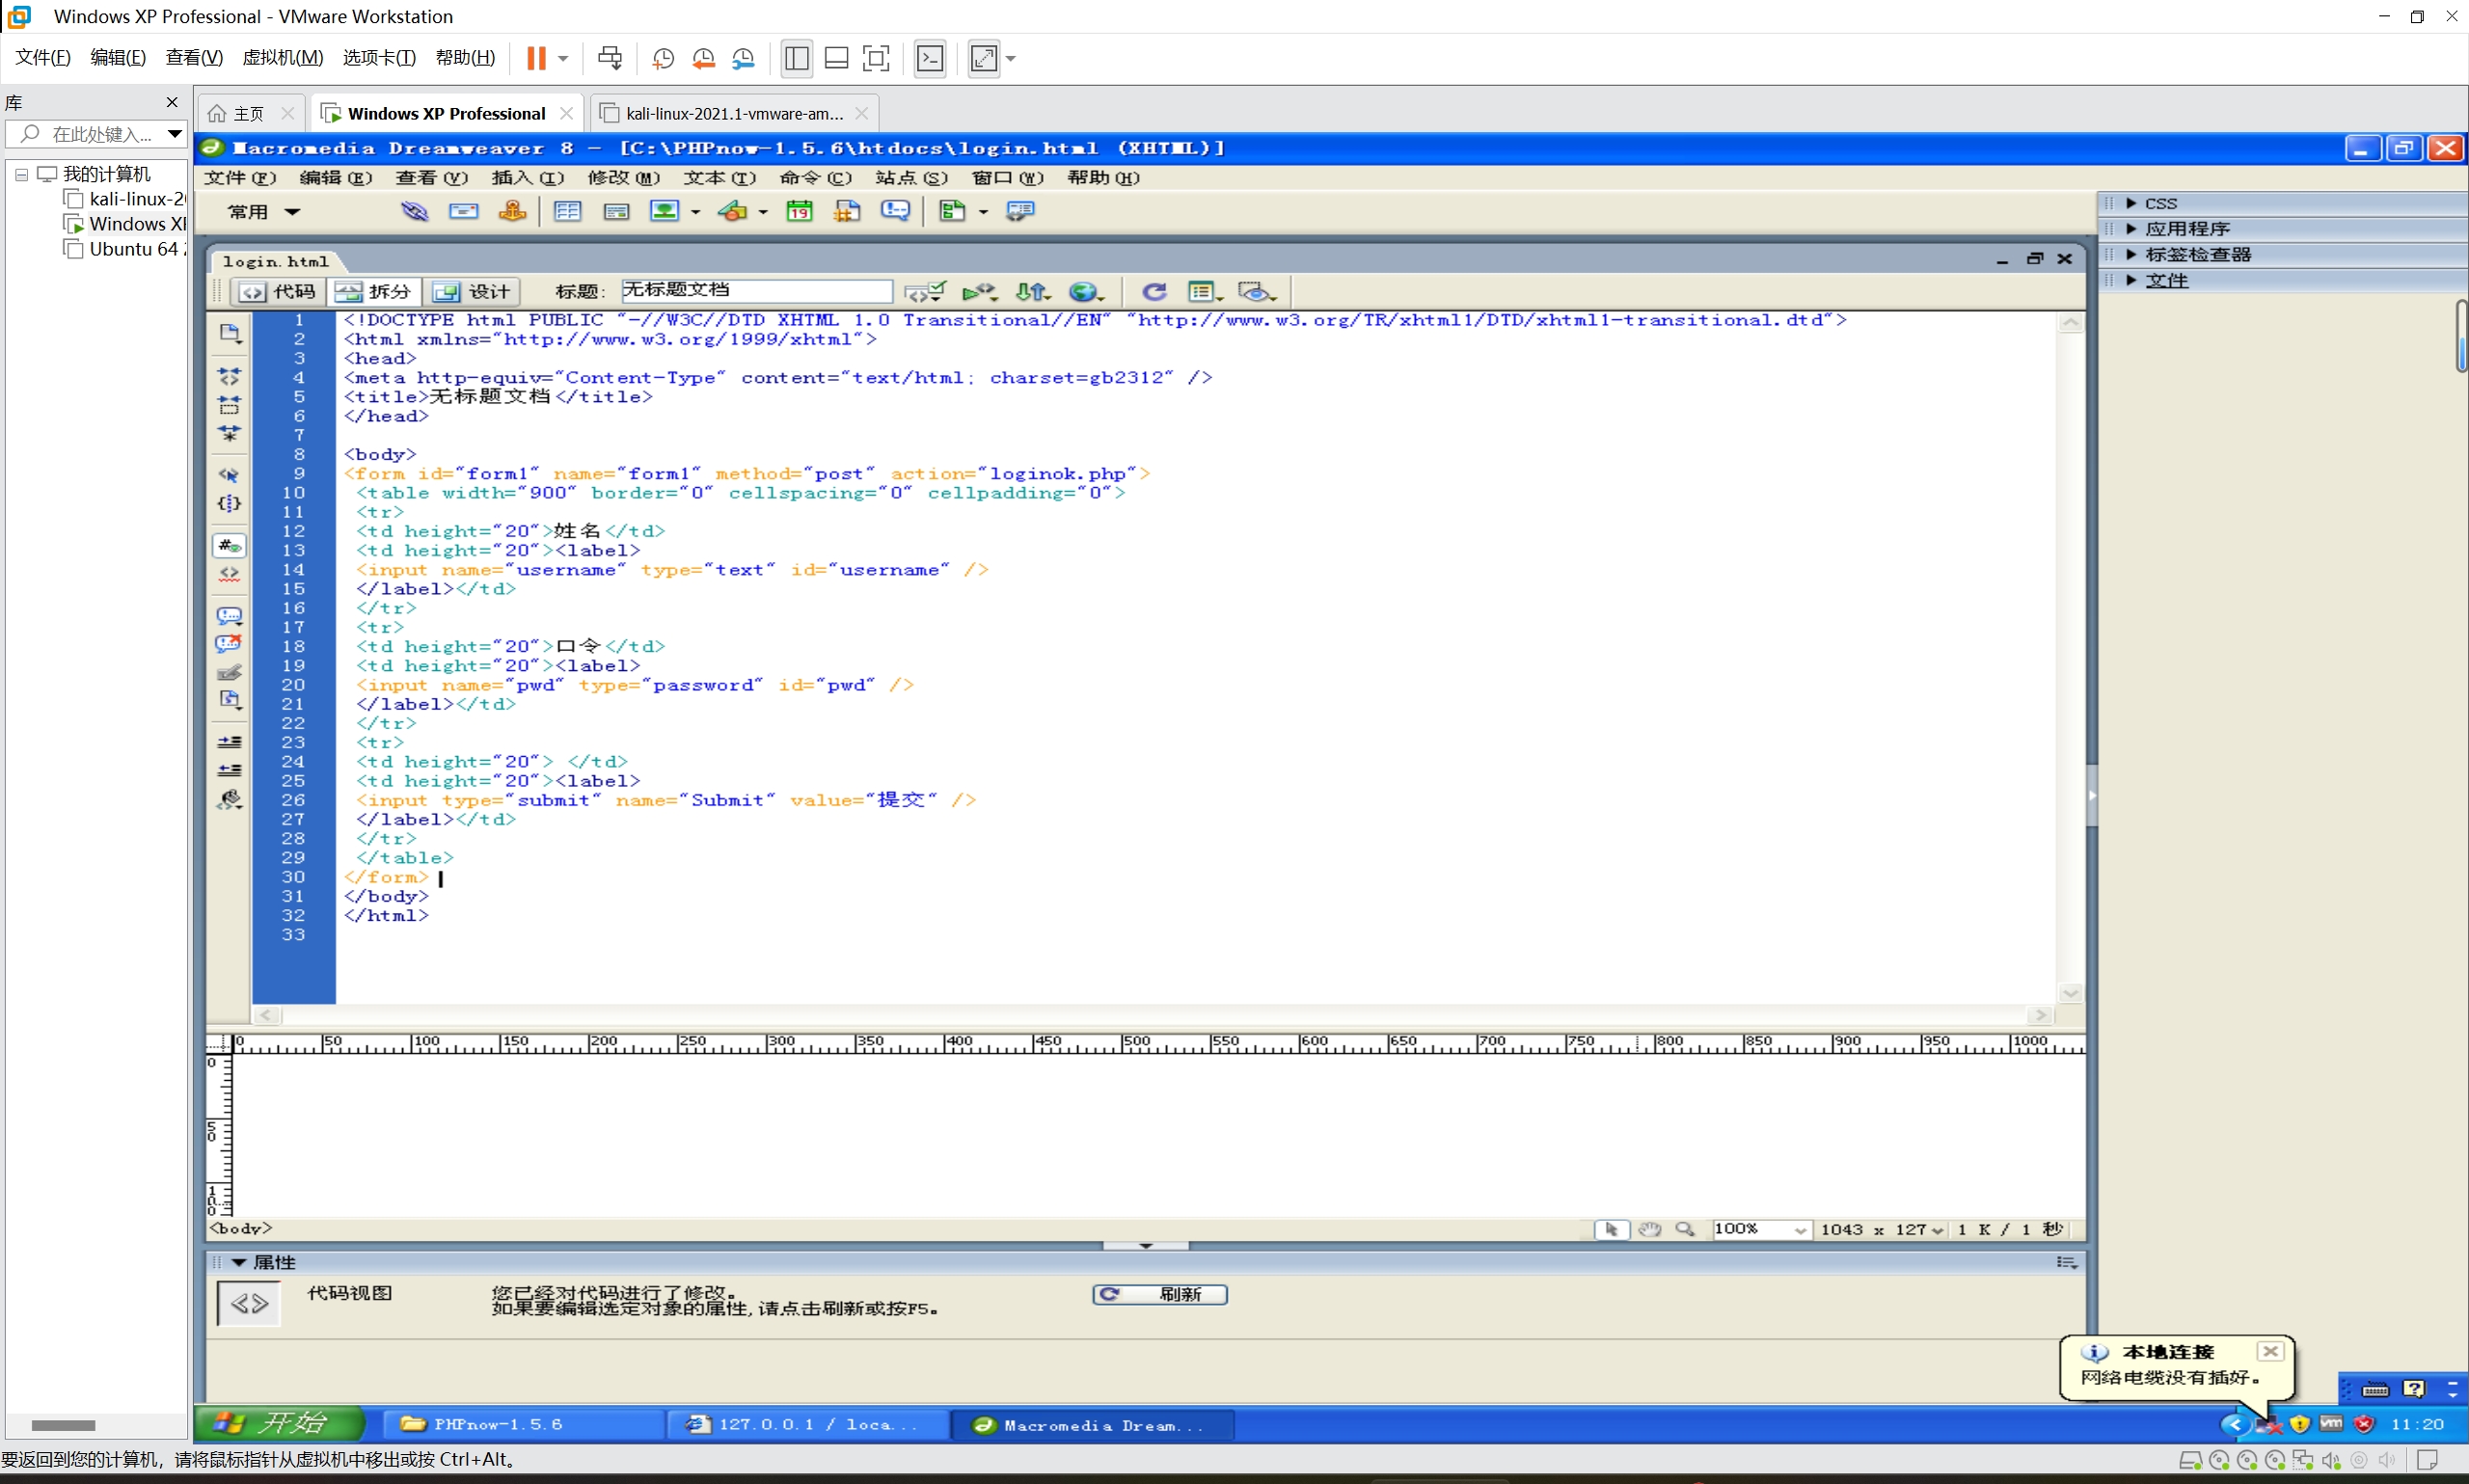 Windows XP Professional - VMware Workstation
文件(F) 编辑(E) 查看(V) 虚拟机(M) 选项卡(T) 帮助(H)
库
在此处键入...
我的计算机
kali-linux-2
Windows XP
Ubuntu 64
主页
Windows XP Professional
kali-linux-2021.1-vmware-am...
Macromedia Dreamweaver 8 - [C:\PHPnow-1.5.6\htdocs\login.html (XHTML)]
文件(F) 编辑(E) 查看(V) 插入(I) 修改(M) 文本(T) 命令(C) 站点(S) 窗口(W) 帮助(H)
常用
CSS
应用程序
标签检查器
文件
login.html
代码 拆分 设计 标题: 无标题文档
1 <!DOCTYPE html PUBLIC "-//W3C//DTD XHTML 1.0 Transitional//EN" "http://www.w3.org/TR/xhtml1/DTD/xhtml1-transitional.dtd">
2 <html xmlns="http://www.w3.org/1999/xhtml">
3 <head>
4 <meta http-equiv="Content-Type" content="text/html; charset=gb2312" />
5 <title>无标题文档</title>
6 </head>
7
8 <body>
9 <form id="form1" name="form1" method="post" action="loginok.php">
10 <table width="900" border="0" cellspacing="0" cellpadding="0">
11 <tr>
12 <td height="20">姓名</td>
13 <td height="20"><label>
14 <input name="username" type="text" id="username" />
15 </label></td>
16 </tr>
17 <tr>
18 <td height="20">口令</td>
19 <td height="20"><label>
20 <input name="pwd" type="password" id="pwd" />
21 </label></td>
22 </tr>
23 <tr>
24 <td height="20"> </td>
25 <td height="20"><label>
26 <input type="submit" name="Submit" value="提交" />
27 </label></td>
28 </tr>
29 </table>
30 </form>
31 </body>
32 </html>
33
0 50 100 150 200 250 300 350 400 450 500 550 600 650 700 750 800 850 900 950 1000
0
50
100
<body>
100% 1043 x 127 1 K / 1 秒
属性
代码视图
您已经对代码进行了修改。
如果要编辑选定对象的属性,请点击刷新或按F5。
刷新
本地连接
网络电缆没有插好。
开始 PHPnow-1.5.6 127.0.0.1 / loca... Macromedia Dream... 11:20
要返回到您的计算机，请将鼠标指针从虚拟机中移出或按 Ctrl+Alt。